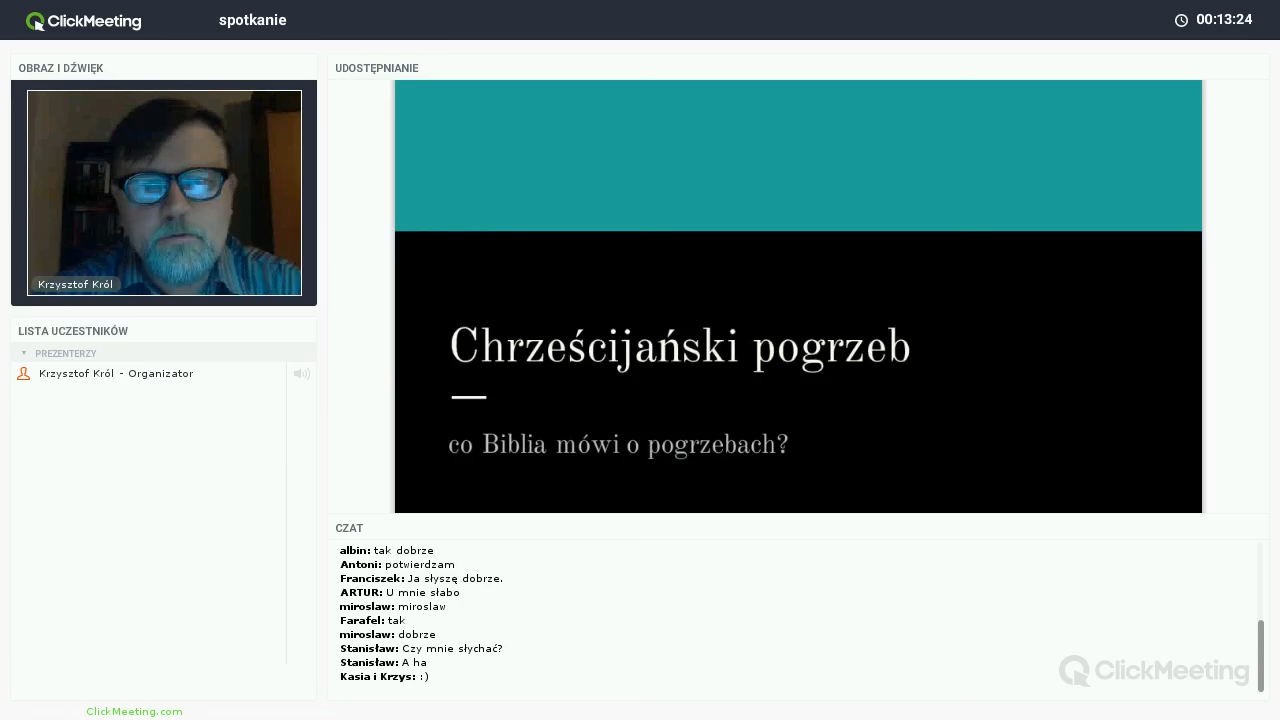 ClickMeeting
spotkanie
00:13:24
OBRAZ I DŹWIĘK
Krzysztof Król
LISTA UCZESTNIKÓW
PREZENTERZY
Krzysztof Król - Organizator
UDOSTĘPNIANIE
Chrześcijański pogrzeb
co Biblia mówi o pogrzebach?
CZAT
albin: tak dobrze
Antoni: potwierdzam
Franciszek: Ja słyszę dobrze.
ARTUR: U mnie słabo
miroslaw: miroslaw
Farafel: tak
miroslaw: dobrze
Stanisław: Czy mnie słychać?
Stanisław: A ha
Kasia i Krzys: :)
ClickMeeting
ClickMeeting.com